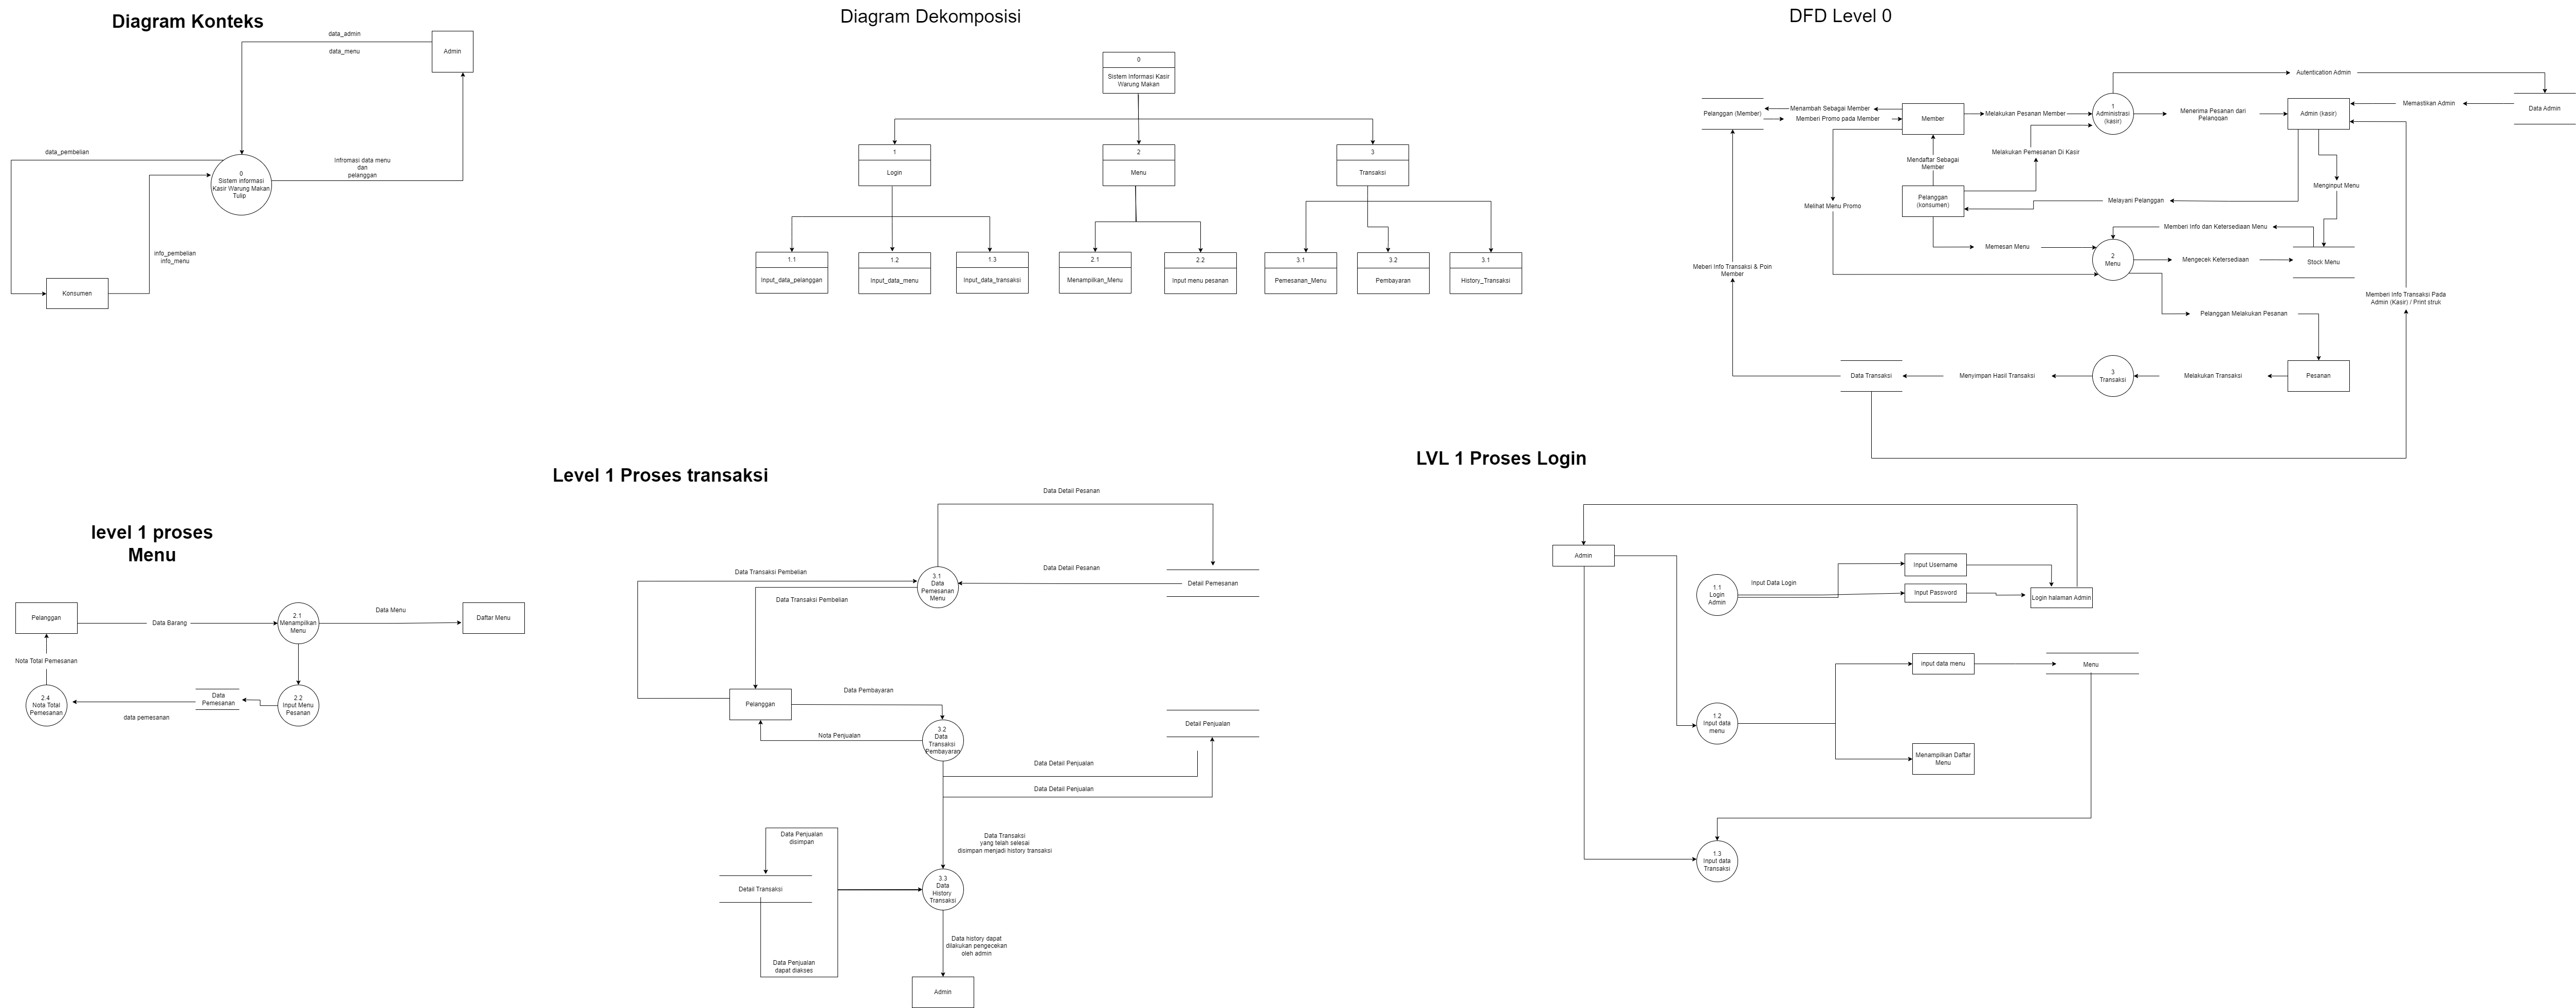 Diagram Konteks
data_admin
data_menu
Admin
data_pembelian
0
Sistem informasi
Kasir Warung Makan
Tulip
Infromasi data menu
dan
pelanggan
info_pembelian
info_menu
Konsumen
Diagram Dekomposisi
0
Sistem Informasi Kasir
Warung Makan
1
Login
2
Menu
3
Transaksi
1.1
Input_data_pelanggan
1.2
Input_data_menu
1.3
Input_data_transaksi
2.1
Menampilkan_Menu
2.2
Input menu pesanan
3.1
Pemesanan_Menu
3.2
Pembayaran
3.1
History_Transaksi
DFD Level 0
Autentication Admin
Pelanggan (Member)
Menambah Sebagai Member
Memberi Promo pada Member
Member
Melakukan Pesanan Member
1
Administrasi
(kasir)
Menerima Pesanan dari
Pelanggan
Admin (kasir)
Memastikan Admin
Data Admin
Mendaftar Sebagai
Member
Melakukan Pemesanan Di Kasir
Menginput Menu
Pelanggan
(konsumen)
Melihat Menu Promo
Melayani Pelanggan
Memberi Info dan Ketersediaan Menu
Memesan Menu
2
Menu
Mengecek Ketersediaan
Stock Menu
Meberi Info Transaksi & Poin
Member
Memberi Info Transaksi Pada
Admin (Kasir) / Print struk
Pelanggan Melakukan Pesanan
Data Transaksi
Menyimpan Hasil Transaksi
3
Transaksi
Melakukan Transaksi
Pesanan
level 1 proses
Menu
Pelanggan
Data Barang
2.1
Menampilkan
Menu
Data Menu
Daftar Menu
Nota Total Pemesanan
2.4
Nota Total
Pemesanan
data pemesanan
Data
Pemesanan
2.2
Input Menu
Pesanan
Level 1 Proses transaksi
Data Detail Pesanan
Data Transaksi Pembelian
3.1
Data
Pemesanan
Menu
Data Detail Pesanan
Detail Pemesanan
Data Transaksi Pembelian
Pelanggan
Data Pembayaran
Nota Penjualan
3.2
Data
Transaksi
Pembayaran
Detail Penjualan
Data Detail Penjualan
Data Detail Penjualan
Data Penjualan
disimpan
Data Transaksi
yang telah selesai
disimpan menjadi history transaksi
Detail Transaksi
3.3
Data
History
Transaksi
Data Penjualan
dapat diakses
Data history dapat
dilakukan pengecekan
oleh admin
Admin
LVL 1 Proses Login
Admin
1.1
Login
Admin
Input Data Login
Input Username
Input Password
Login halaman Admin
input data menu
Menu
1.2
Input data
menu
Menampilkan Daftar
Menu
1.3
Input data
Transaksi